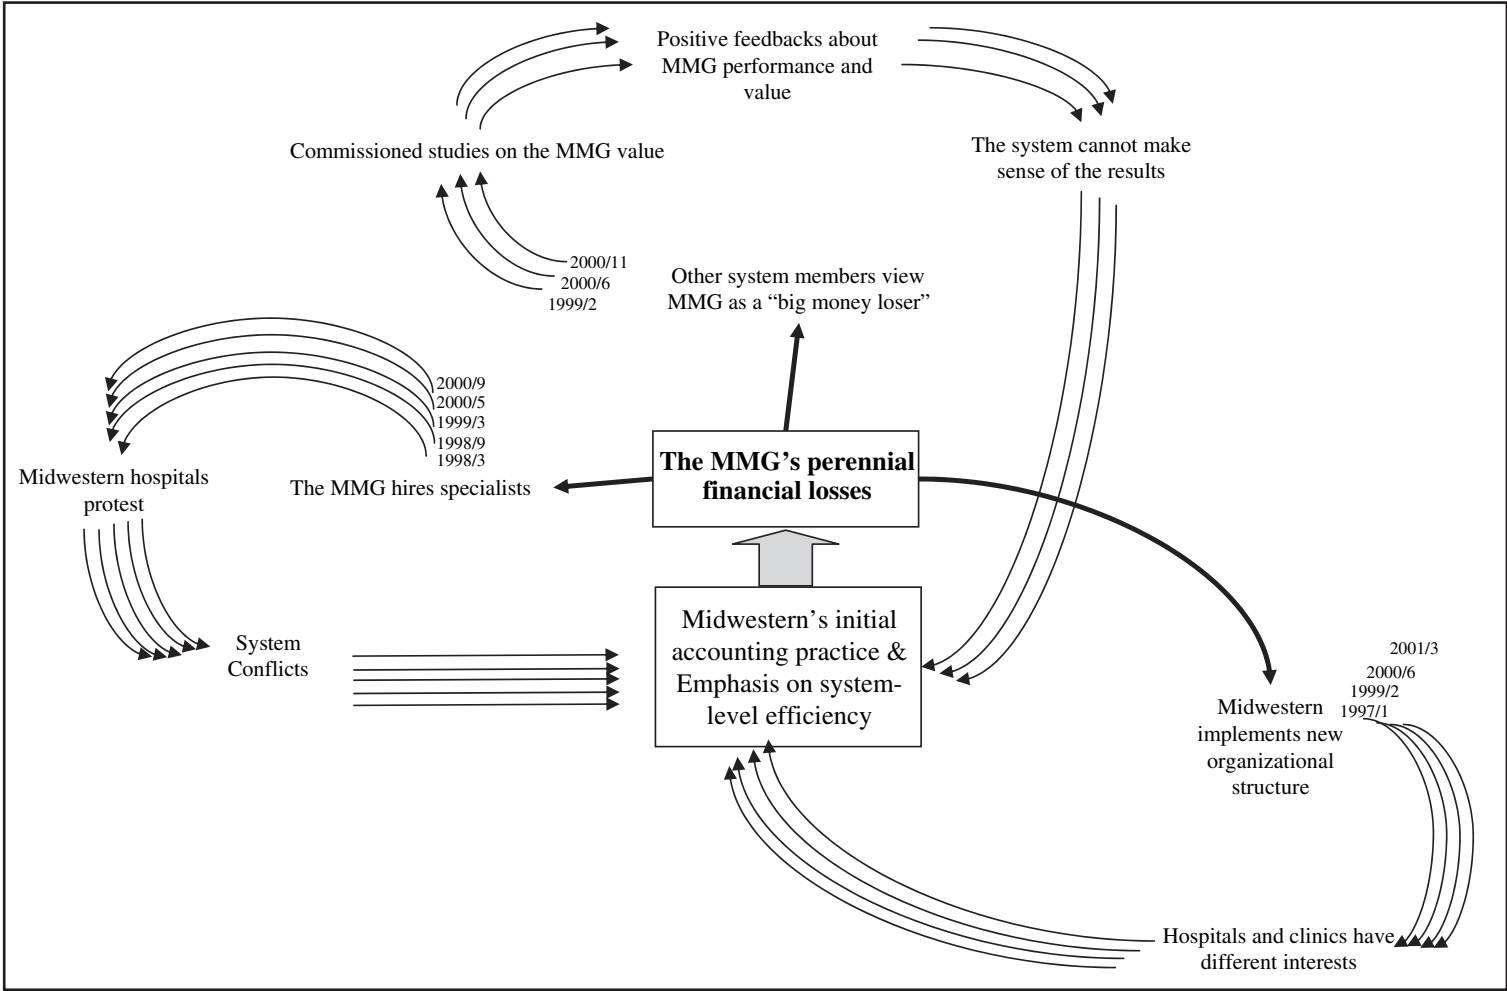 Positive feedbacks about
MMG performance and
value
Commissioned studies on the MMG value
The system cannot make
sense of the results
2000/11
2000/6
1999/2
Other system members view
MMG as a “big money loser”
2000/9
2000/5
1999/3
1998/9
1998/3
Midwestern hospitals
protest
The MMG hires specialists
The MMG’s perennial
financial losses
System
Conflicts
Midwestern’s initial
accounting practice &
Emphasis on system-
level efficiency
2001/3
2000/6
1999/2
1997/1
Midwestern
implements new
organizational
structure
Hospitals and clinics have
different interests